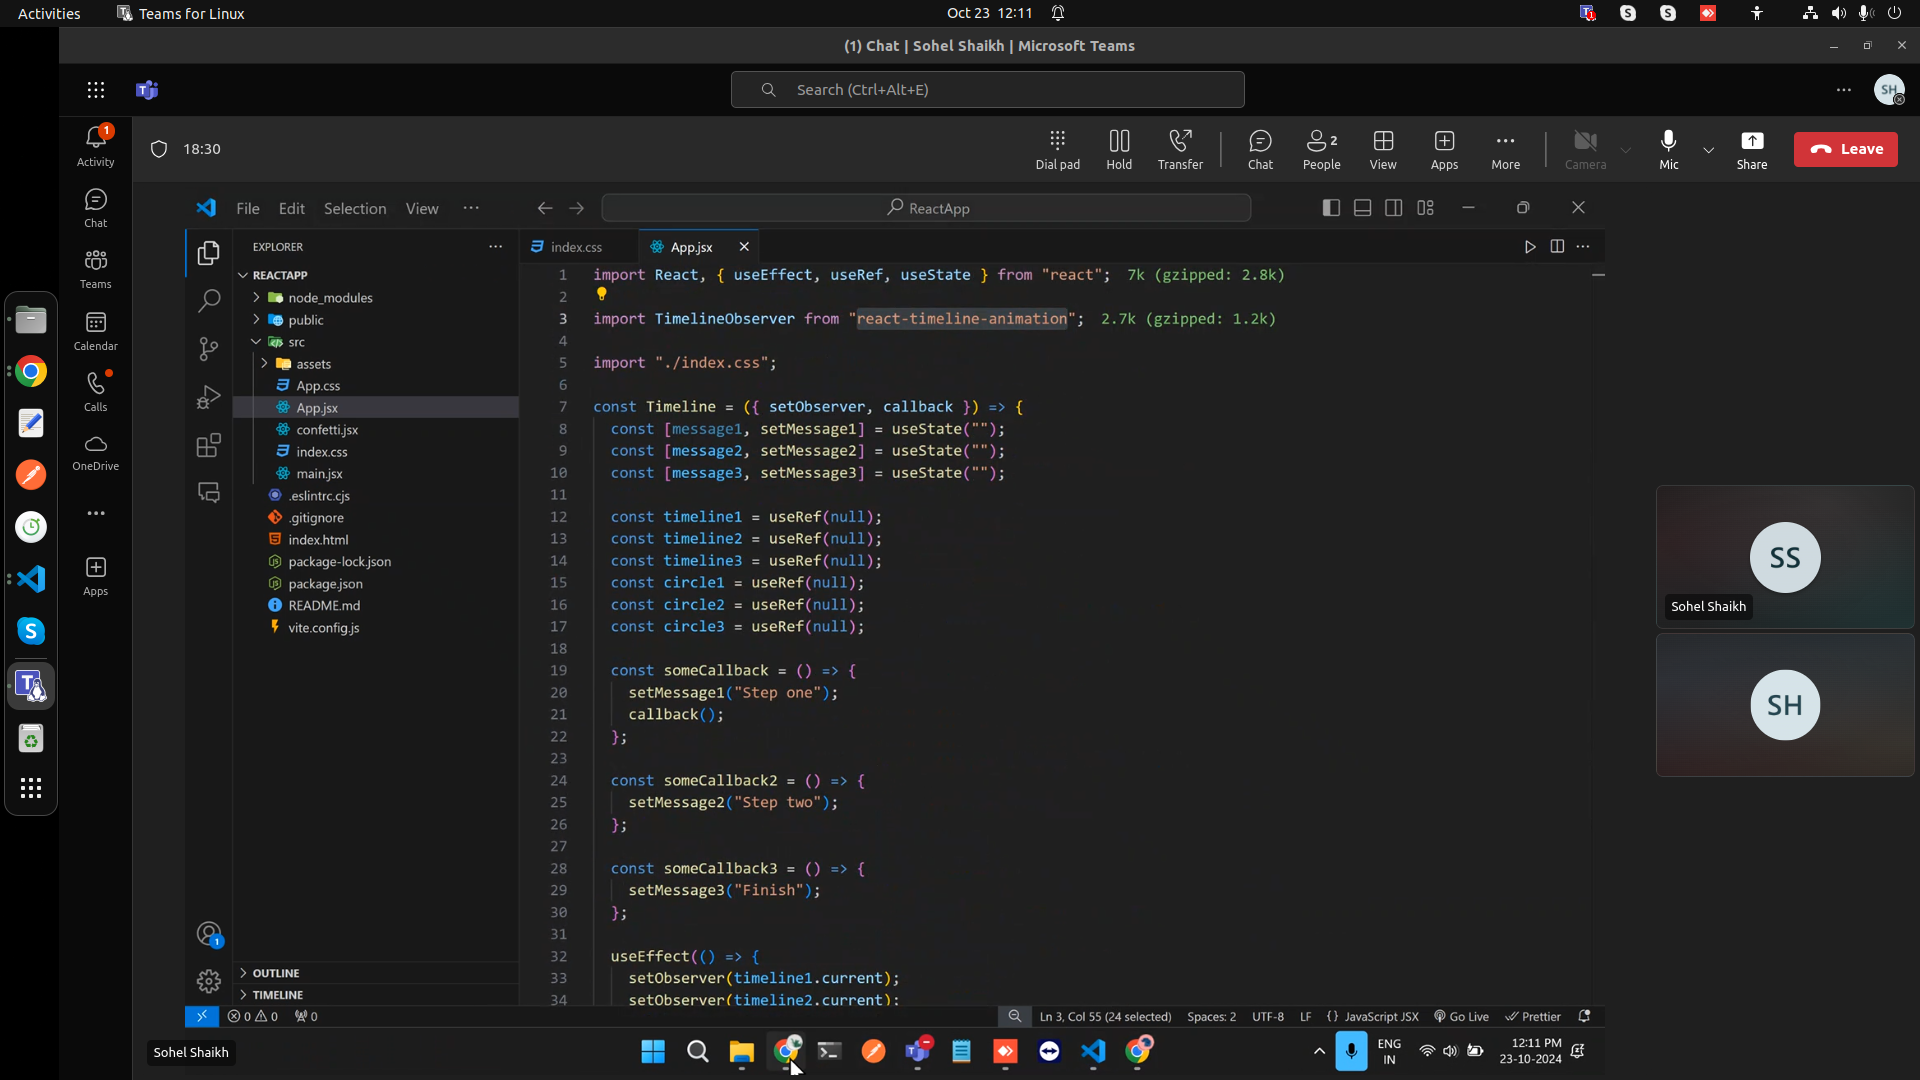 Activities
Teams for Linux
Oct 23 12:11
(1) Chat | Sohel Shaikh | Microsoft Teams
Search (Ctrl+Alt+E)
SH
1
Activity
Chat
Teams
Calendar
Calls
OneDrive
Apps
18:30
Dial pad
Hold
Transfer
Chat
2
People
View
Apps
More
Camera
Mic
Share
Leave
File Edit Selection View
ReactApp
EXPLORER
REACTAPP
node_modules
public
src
assets
App.css
App.jsx
confetti.jsx
index.css
main.jsx
.eslintrc.cjs
.gitignore
index.html
package-lock.json
package.json
README.md
vite.config.js
OUTLINE
TIMELINE
index.css
App.jsx
1 import React, { useEffect, useRef, useState } from "react"; 7k (gzipped: 2.8k)
2
3 import TimelineObserver from "react-timeline-animation"; 2.7k (gzipped: 1.2k)
4
5 import "./index.css";
6
7 const Timeline = ({ setObserver, callback }) => {
8 const [message1, setMessage1] = useState("");
9 const [message2, setMessage2] = useState("");
10 const [message3, setMessage3] = useState("");
11
12 const timeline1 = useRef(null);
13 const timeline2 = useRef(null);
14 const timeline3 = useRef(null);
15 const circle1 = useRef(null);
16 const circle2 = useRef(null);
17 const circle3 = useRef(null);
18
19 const someCallback = () => {
20 setMessage1("Step one");
21 callback();
22 };
23
24 const someCallback2 = () => {
25 setMessage2("Step two");
26 };
27
28 const someCallback3 = () => {
29 setMessage3("Finish");
30 };
31
32 useEffect(() => {
33 setObserver(timeline1.current);
34 setObserver(timeline2.current);
1
0 0 0
Ln 3, Col 55 (24 selected)
Spaces: 2
UTF-8
LF
{} JavaScript JSX
Go Live
Prettier
SS
Sohel Shaikh
SH
Sohel Shaikh
ENG
IN
12:11 PM
23-10-2024